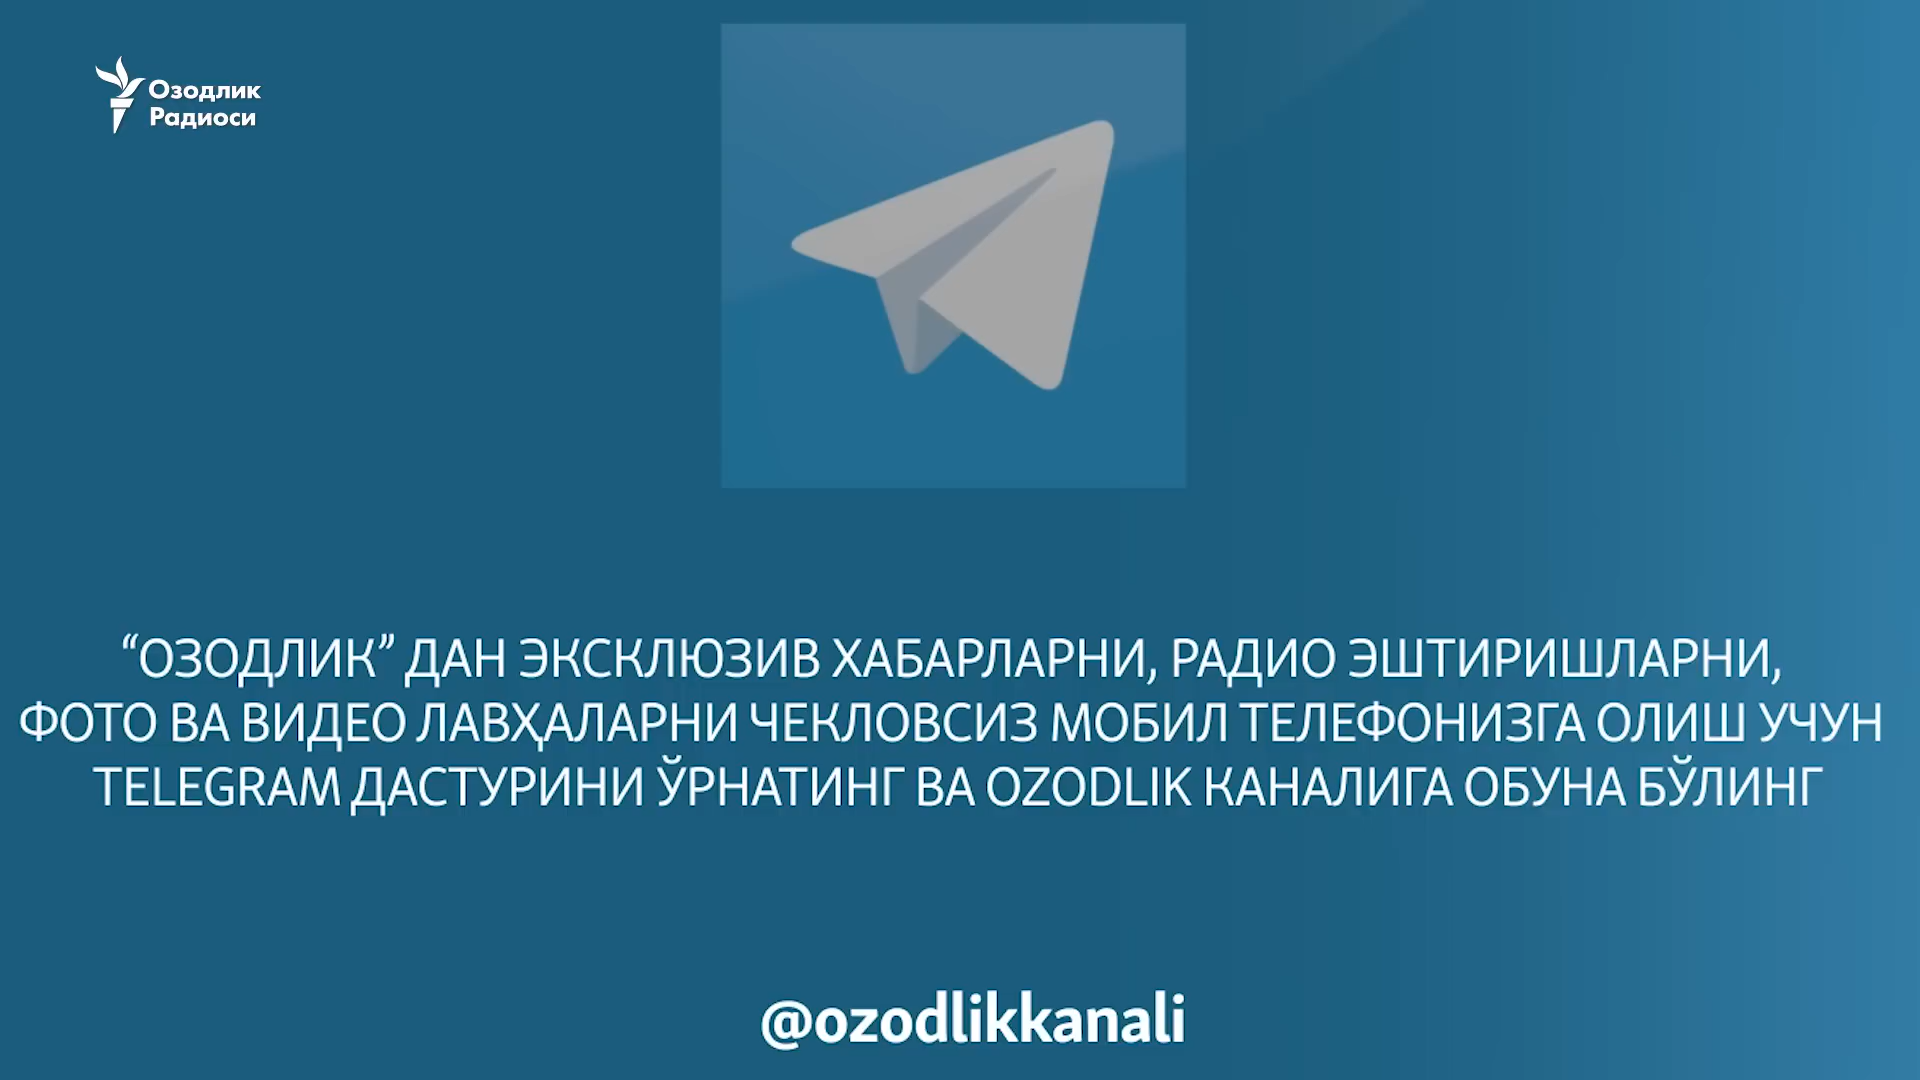 Озодлик
Радиоси
“ОЗОДЛИК” ДАН ЭКСКЛЮЗИВ ХАБАРЛАРНИ, РАДИО ЭШТИРИШЛАРНИ,
ФОТО ВА ВИДЕО ЛАВҲАЛАРНИ ЧЕКЛОВСИЗ МОБИЛ ТЕЛЕФОНИЗГА ОЛИШ УЧУН
TELEGRAM ДАСТУРИНИ ЎРНАТИНГ ВА OZODLIK КАНАЛИГА ОБУНА БЎЛИНГ
@ozodlikkanali